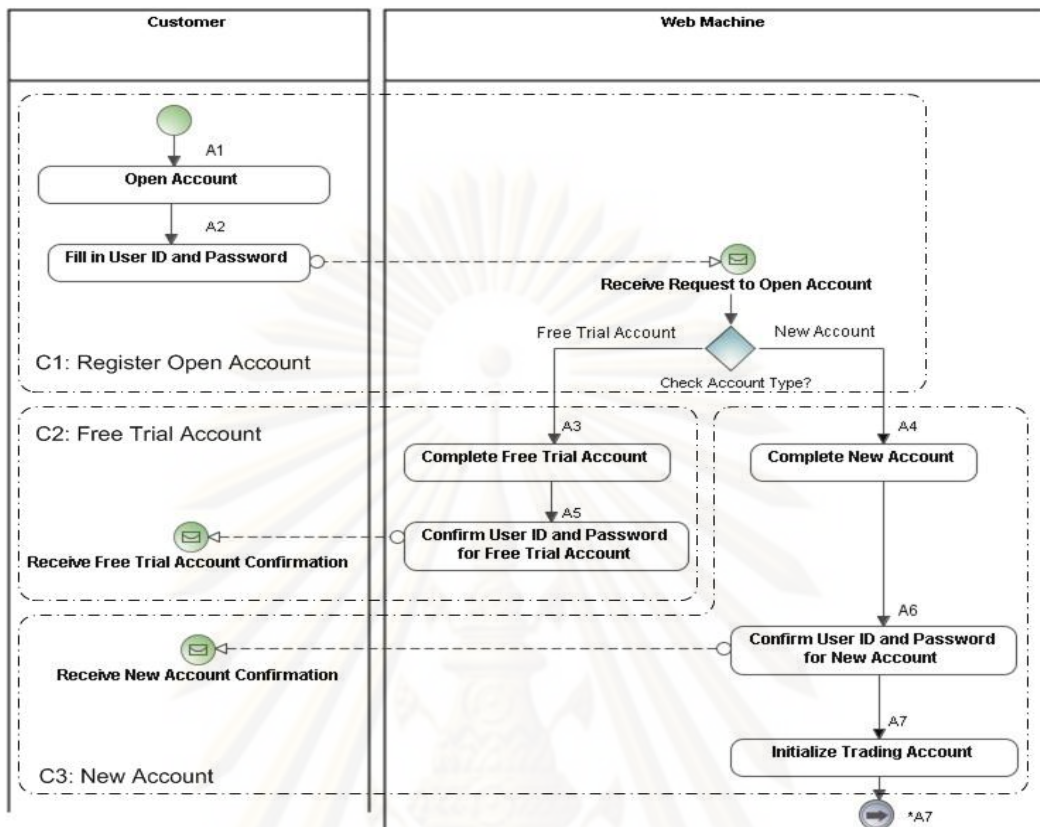 Customer
Web Machine
A1
Open Account
A2
Fill in User ID and Password
Receive Request to Open Account
Free Trial Account
New Account
C1: Register Open Account
Check Account Type?
C2: Free Trial Account
A3
A4
Complete Free Trial Account
Complete New Account
A5
Confirm User ID and Password
for Free Trial Account
Receive Free Trial Account Confirmation
A6
Confirm User ID and Password
for New Account
Receive New Account Confirmation
A7
Initialize Trading Account
C3: New Account
*A7